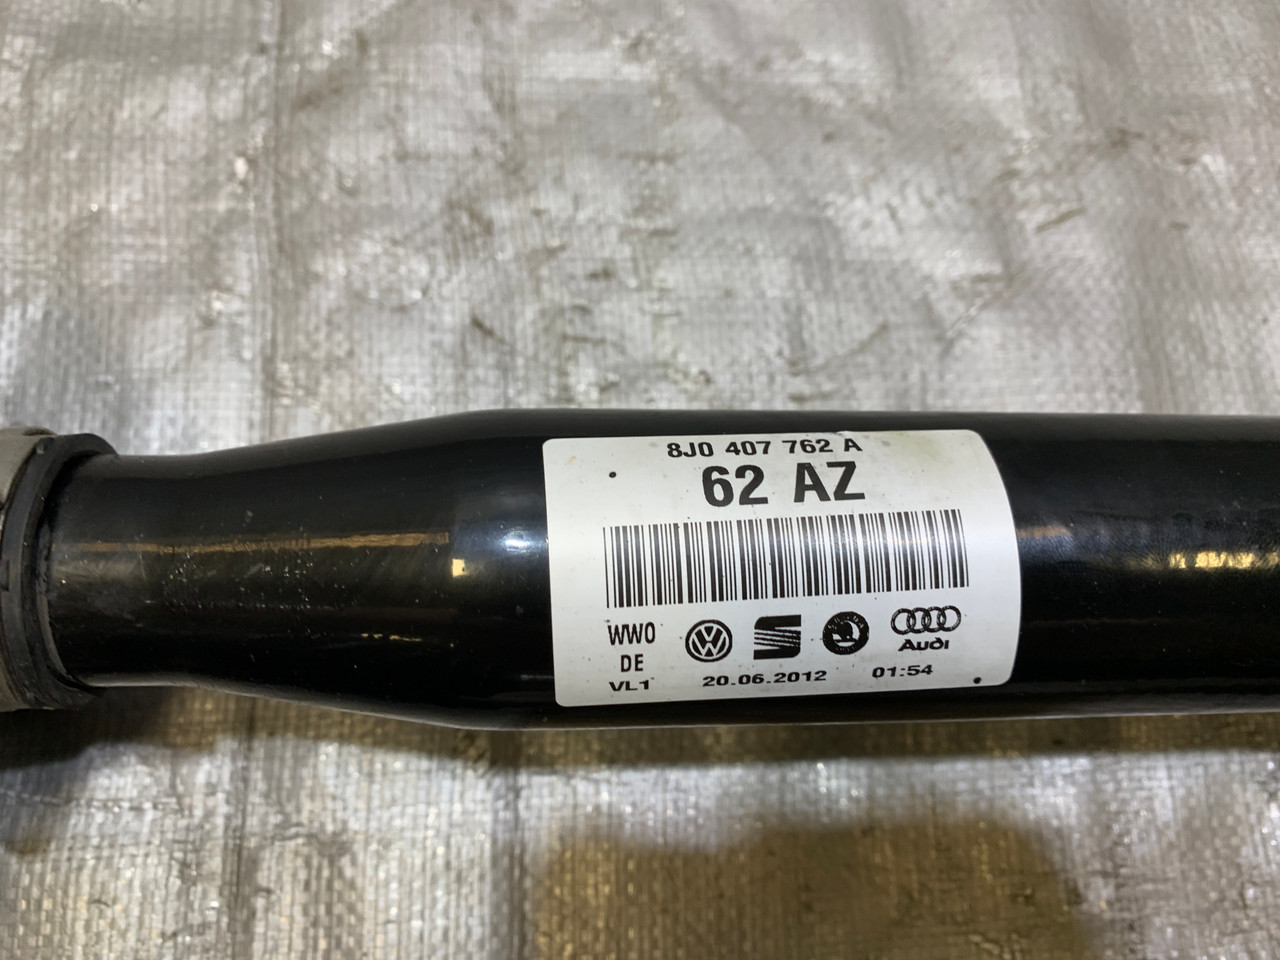 8J0 407 762 A
62 AZ
WWO
DE
VL1
Audi
20.06.2012
01:54